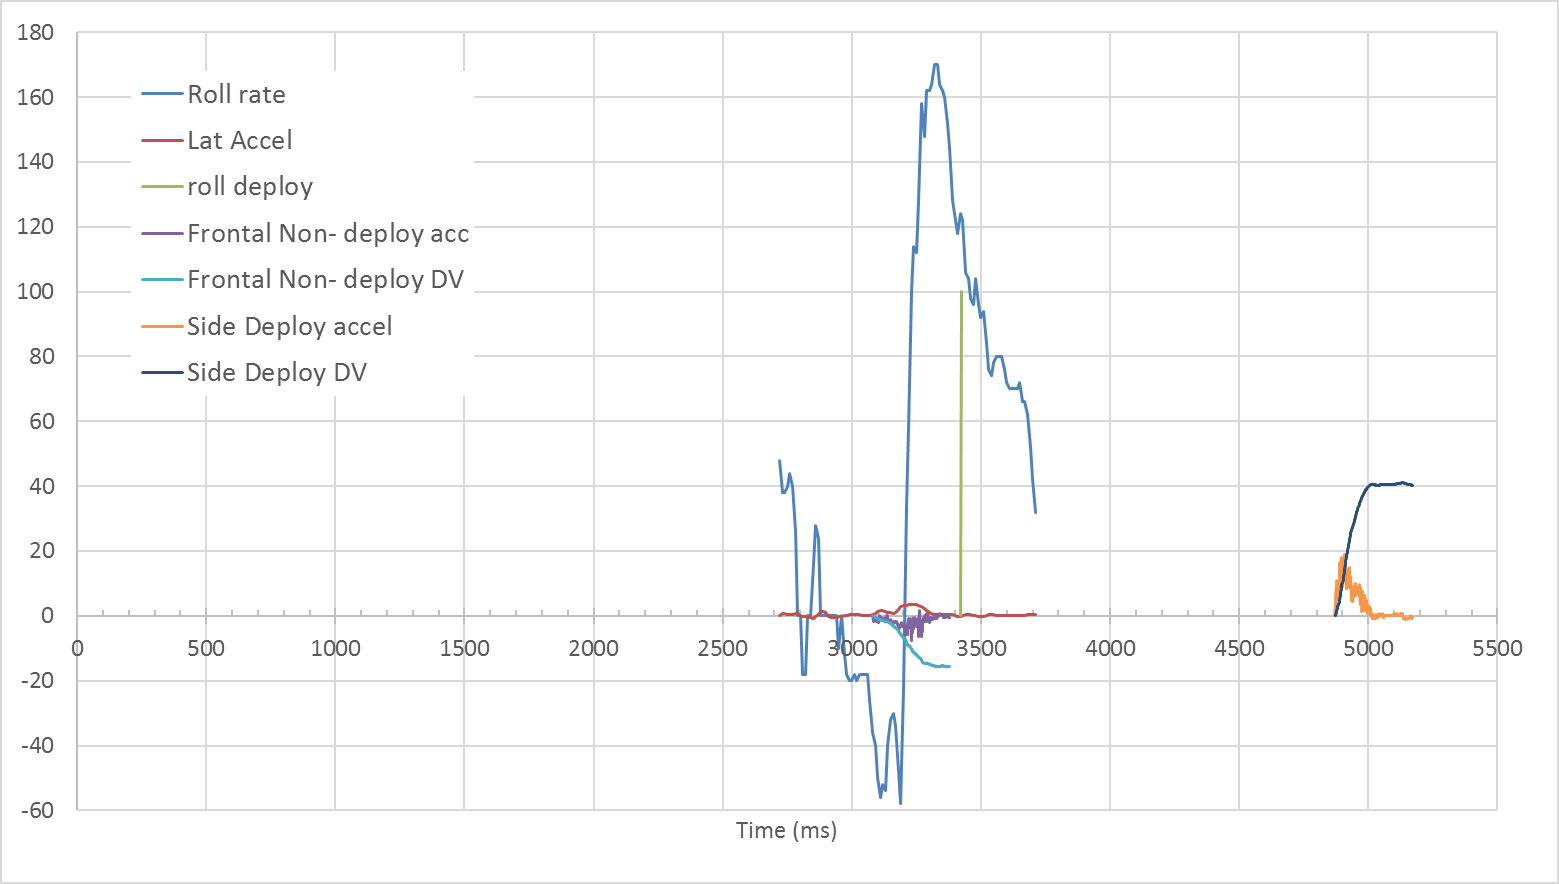 180
160
140
120
100
80
60
40
20
0
-20
-40
-60
Roll rate
Lat Accel
roll deploy
Frontal Non- deploy acc
Frontal Non- deploy DV
Side Deploy accel
Side Deploy DV
0 500 1000 1500 2000 2500 3000 3500 4000 4500 5000 5500
Time (ms)